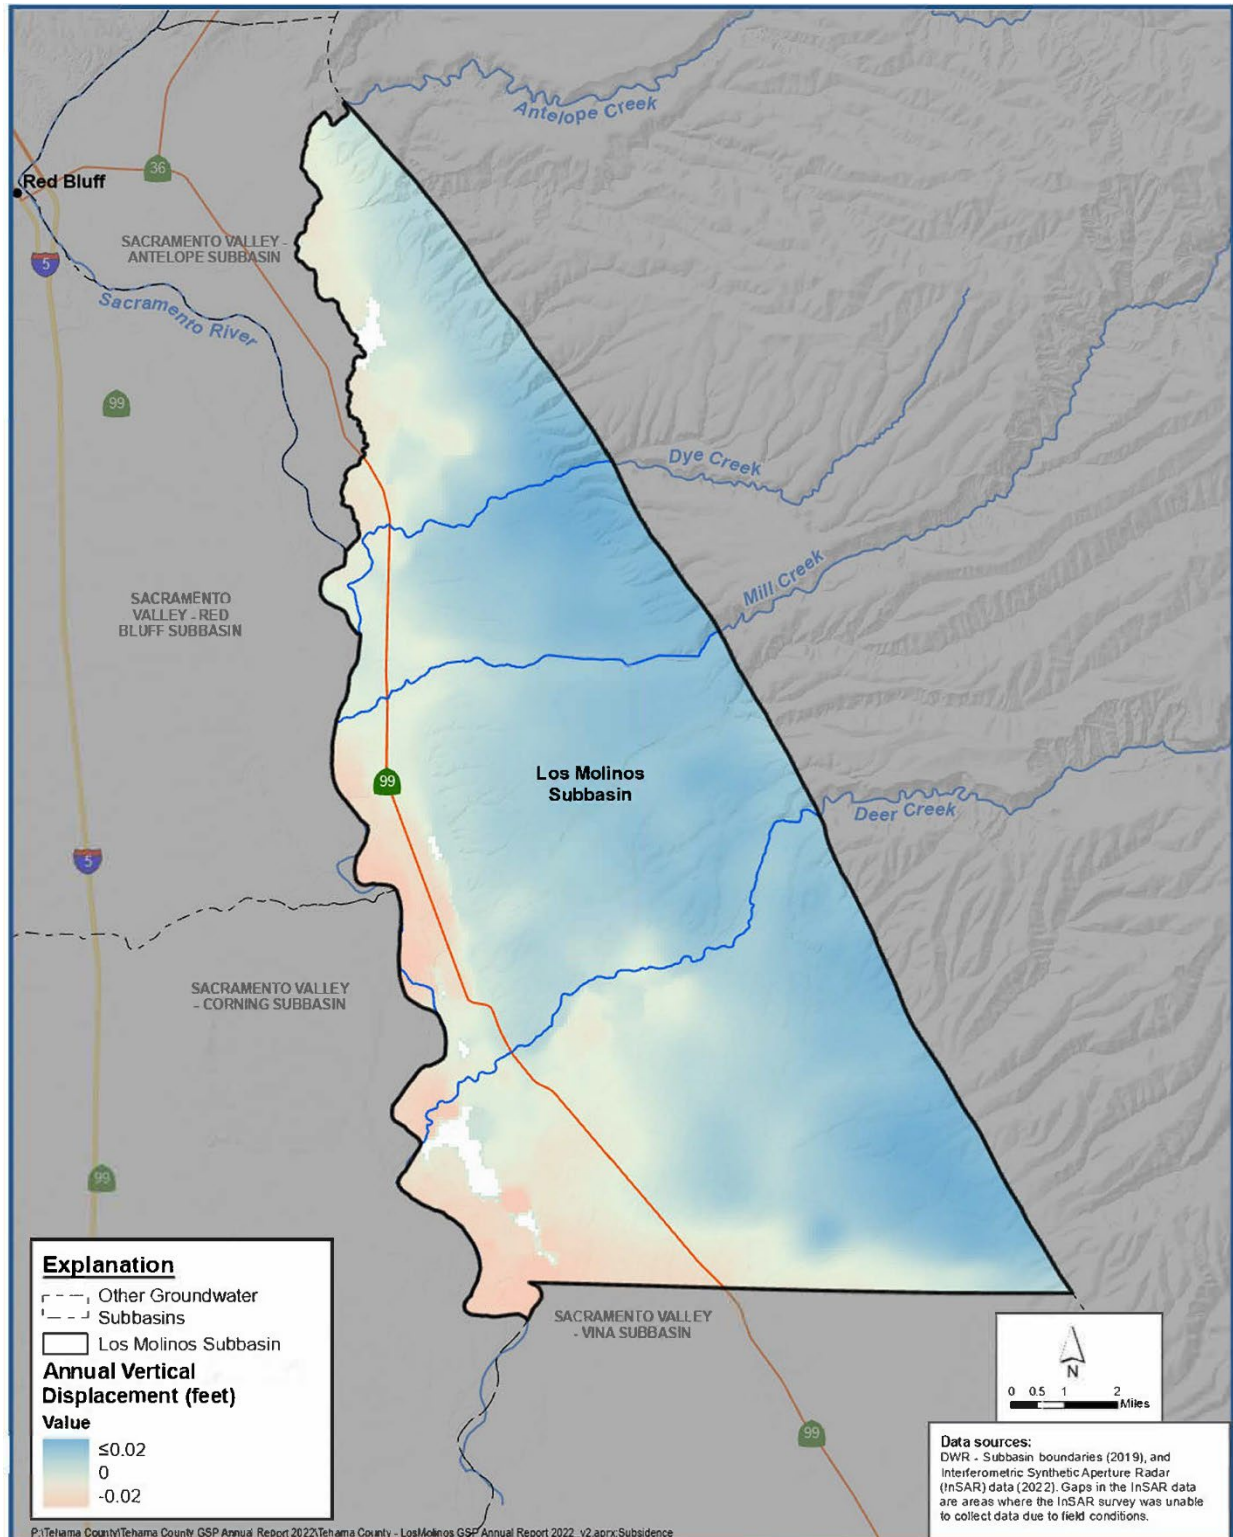 Antelope Creek
36
Red Bluff
SACRAMENTO VALLEY -
ANTELOPE SUBBASIN
5
Sacramento River
99
Dye Creek
Mill Creek
SACRAMENTO
VALLEY - RED
BLUFF SUBBASIN
Los Molinos
Subbasin
99
Deer Creek
5
SACRAMENTO VALLEY
- CORNING SUBBASIN
99
SACRAMENTO VALLEY
- VINA SUBBASIN
99
Explanation
Other Groundwater
Subbasins
Los Molinos Subbasin
Annual Vertical
Displacement (feet)
Value
≤0.02
0
-0.02
N
0 0.5 1 2
Miles
Data sources:
DWR - Subbasin boundaries (2019), and
Interferometric Synthetic Aperture Radar
(InSAR) data (2022). Gaps in the InSAR data
are areas where the InSAR survey was unable
to collect data due to field conditions.
P:\Tehama County\Tehama County GSP Annual Report 2022\Tehama County - LosMolinos GSP Annual Report 2022_v2.aprx:Subsidence